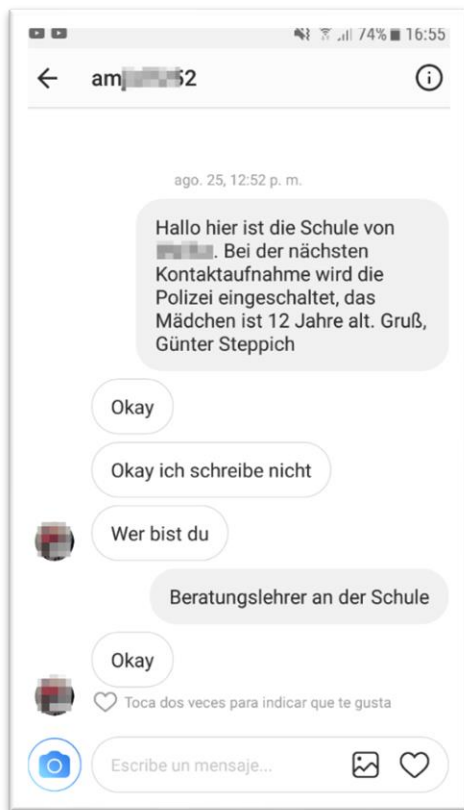 74% 16:55
am 52
ago. 25, 12:52 p. m.
Hallo hier ist die Schule von
. Bei der nächsten
Kontaktaufnahme wird die
Polizei eingeschaltet, das
Mädchen ist 12 Jahre alt. Gruß,
Günter Steppich
Okay
Okay ich schreibe nicht
Wer bist du
Beratungslehrer an der Schule
Okay
Toca dos veces para indicar que te gusta
Escribe un mensaje...